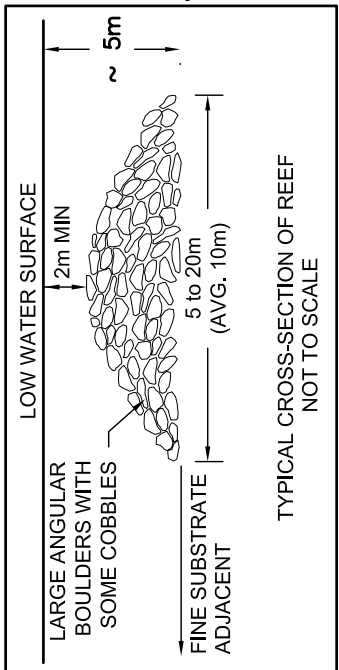 LOW WATER SURFACE
2m MIN
~ 5m
LARGE ANGULAR
BOULDERS WITH
SOME COBBLES
5 to 20m
(AVG. 10m)
FINE SUBSTRATE
ADJACENT
TYPICAL CROSS-SECTION OF REEF
NOT TO SCALE